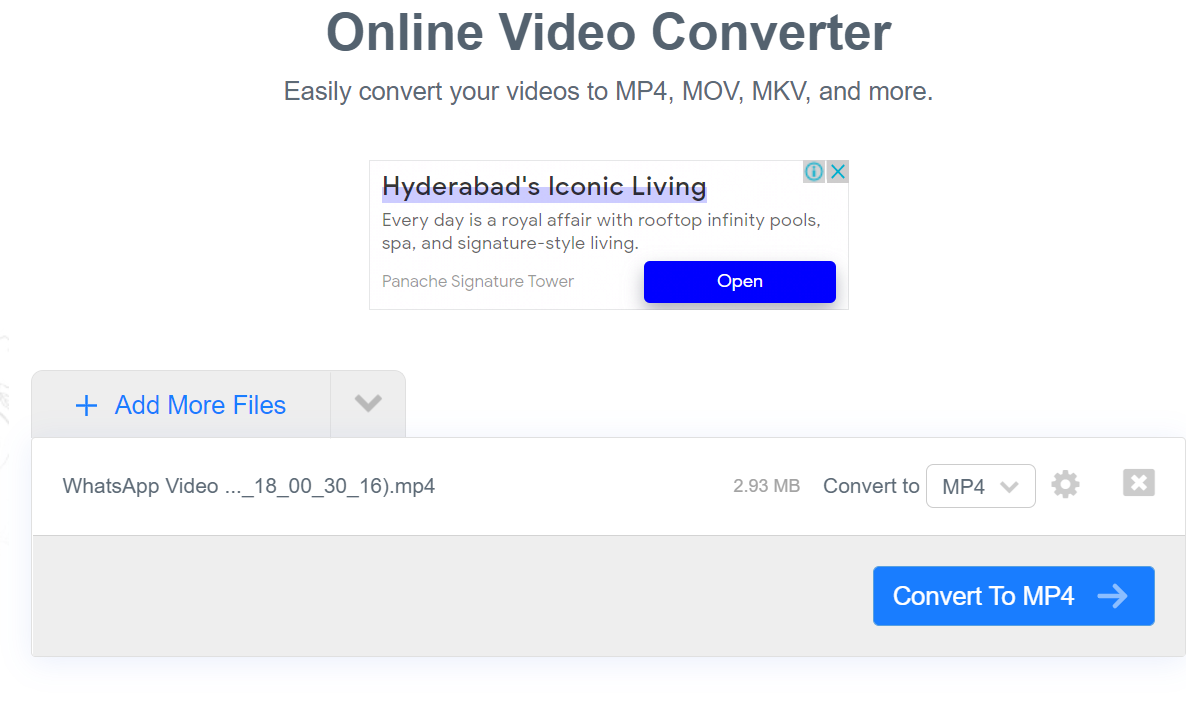 Online Video Converter
Easily convert your videos to MP4, MOV, MKV, and more.
Hyderabad's Iconic Living
Every day is a royal affair with rooftop infinity pools,
spa, and signature-style living.
Panache Signature Tower
Open
Add More Files
WhatsApp Video ..._18_00_30_16).mp4
2.93 MB
Convert to
MP4
Convert To MP4